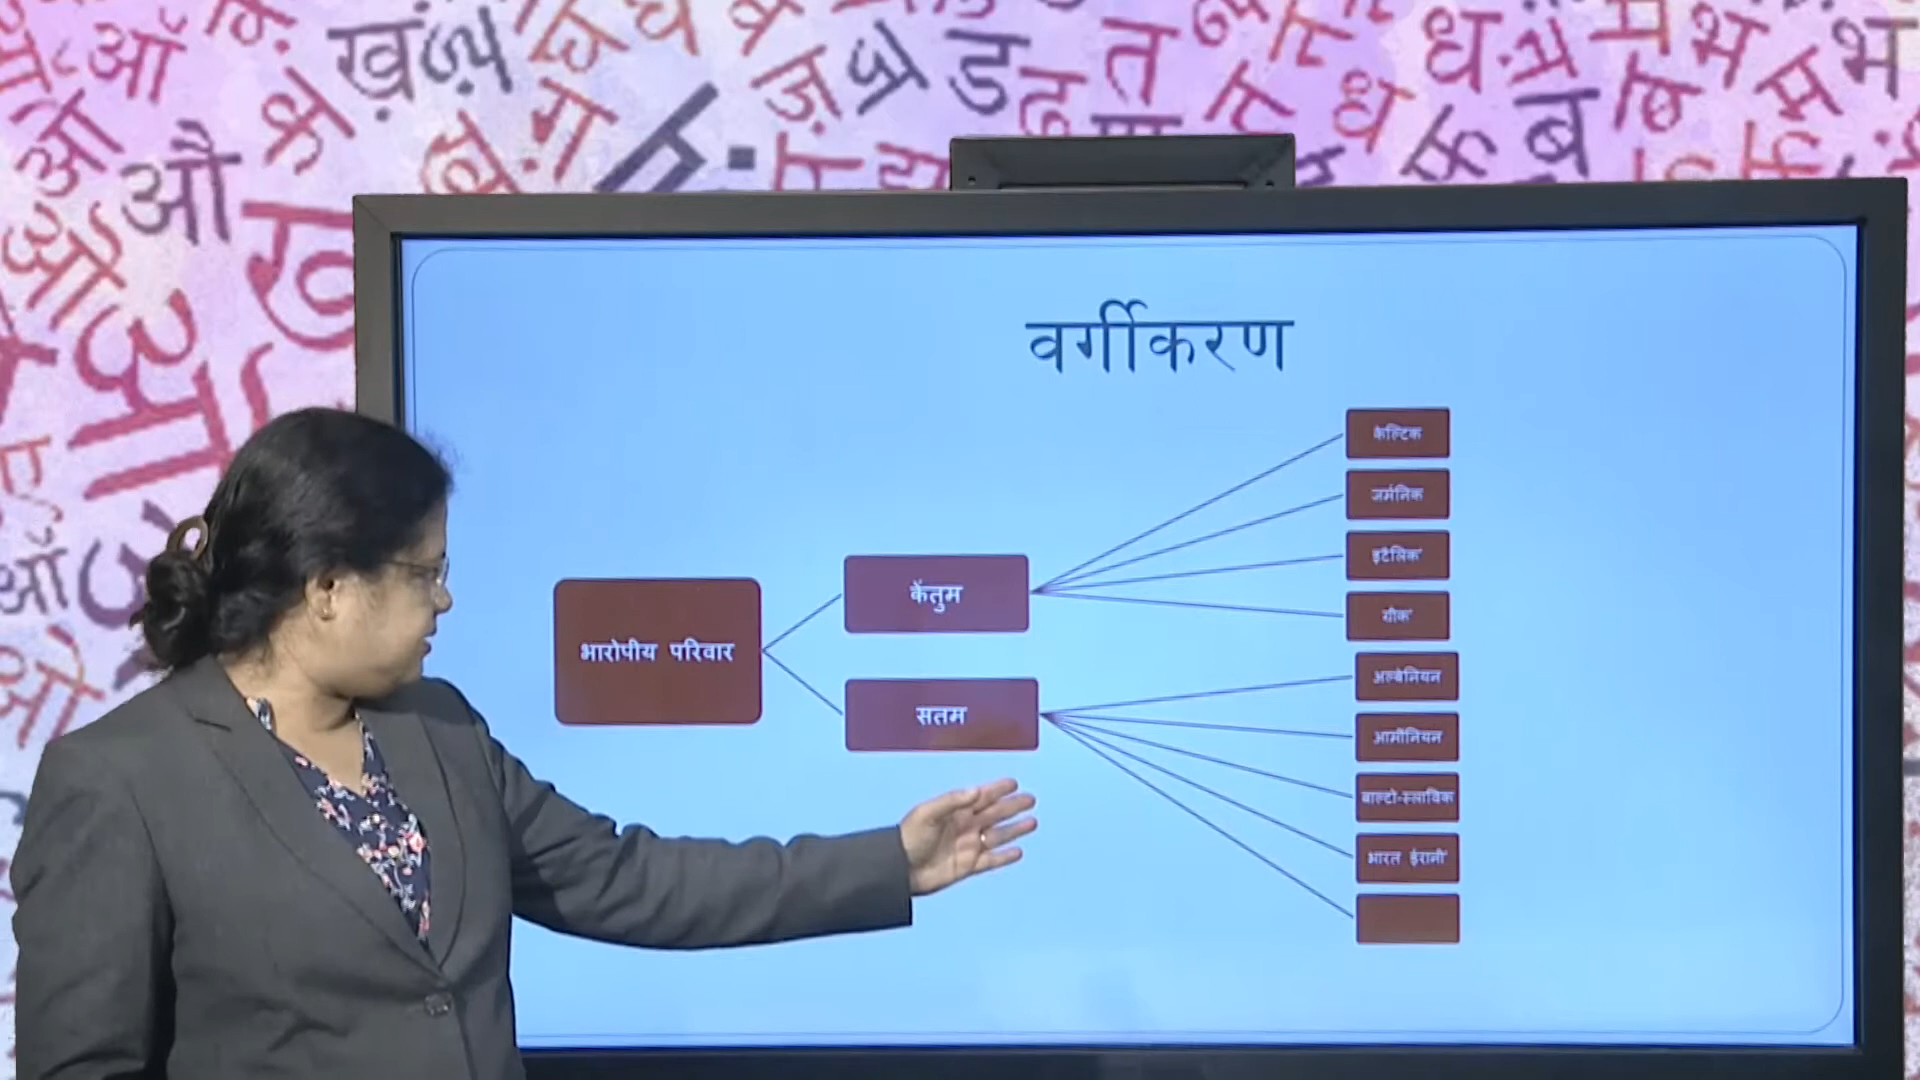 वर्गीकरण
भारोपीय परिवार
केंतुम
सतम
केल्टिक
जर्मनिक
इटैलिक
ग्रीक
अल्बेनियन
आर्मीनियन
बाल्टो-स्लाविक
भारत ईरानी